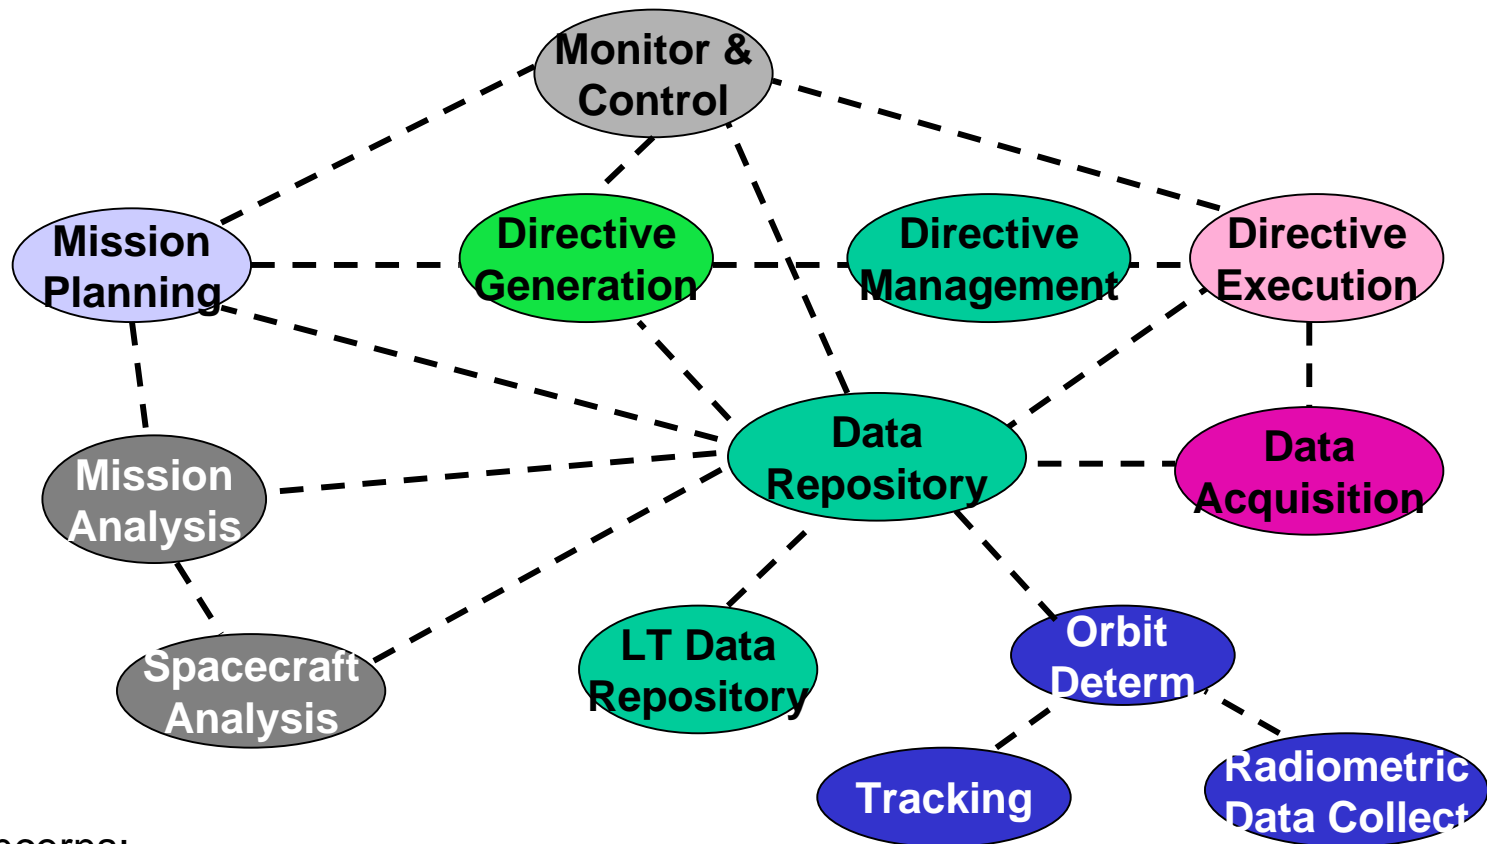 Monitor &
Control
Mission
Planning
Directive
Generation
Directive
Management
Directive
Execution
Data
Repository
Data
Acquisition
Mission
Analysis
Spacecraft
Analysis
LT Data
Repository
Orbit
Determ
Tracking
Radiometric
Data Collect